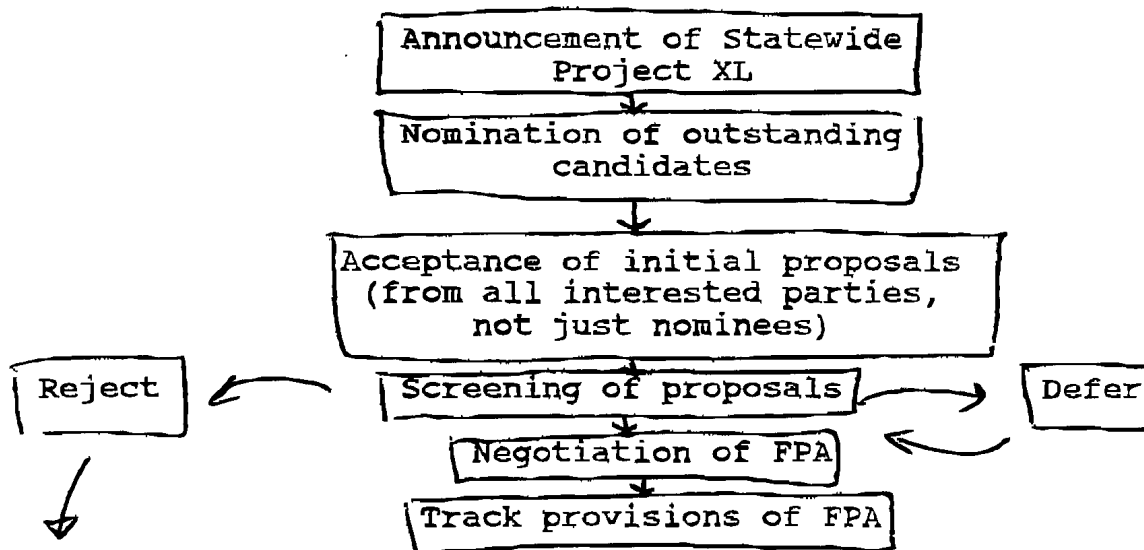 Announcement of Statewide
Project XL
Nomination of outstanding
candidates
Acceptance of initial proposals
(from all interested parties,
not just nominees)
Reject
Screening of proposals
Defer
Negotiation of FPA
Track provisions of FPA